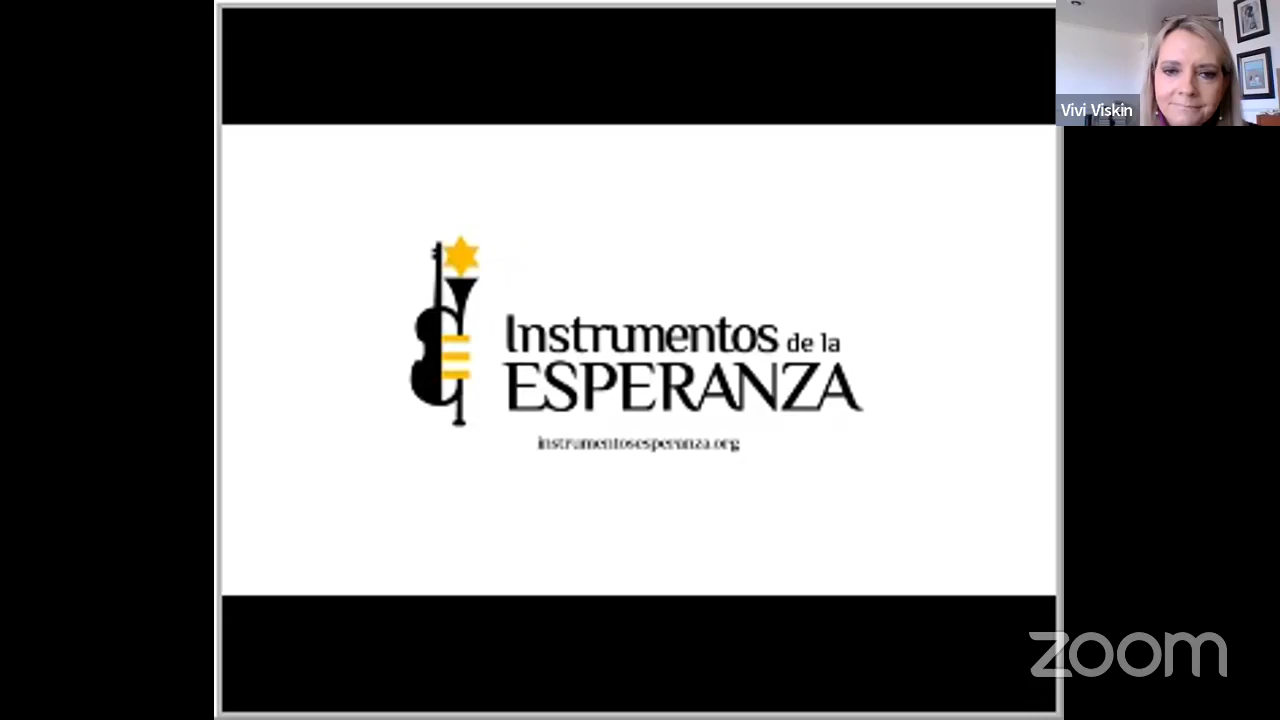 Vivi Viskin
Instrumentos de la
ESPERANZA
instrumentosesperanza.org
zoom